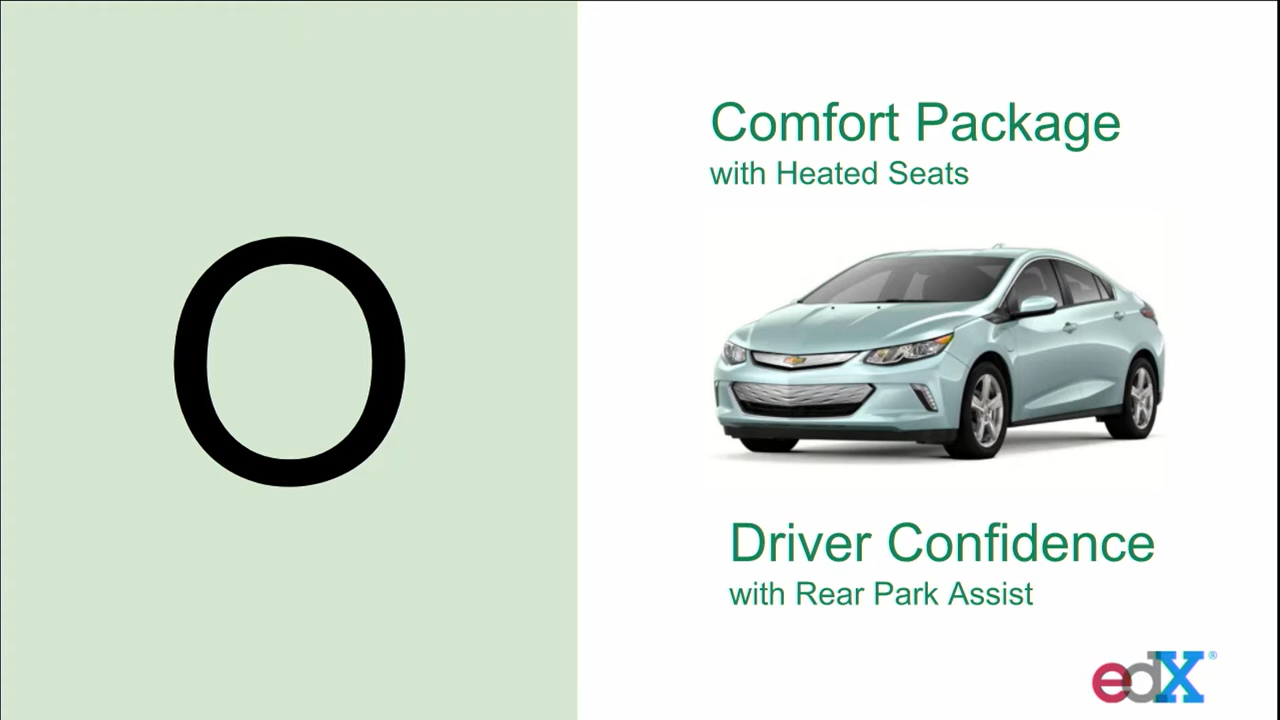 O
Comfort Package
with Heated Seats
Driver Confidence
with Rear Park Assist
edX®